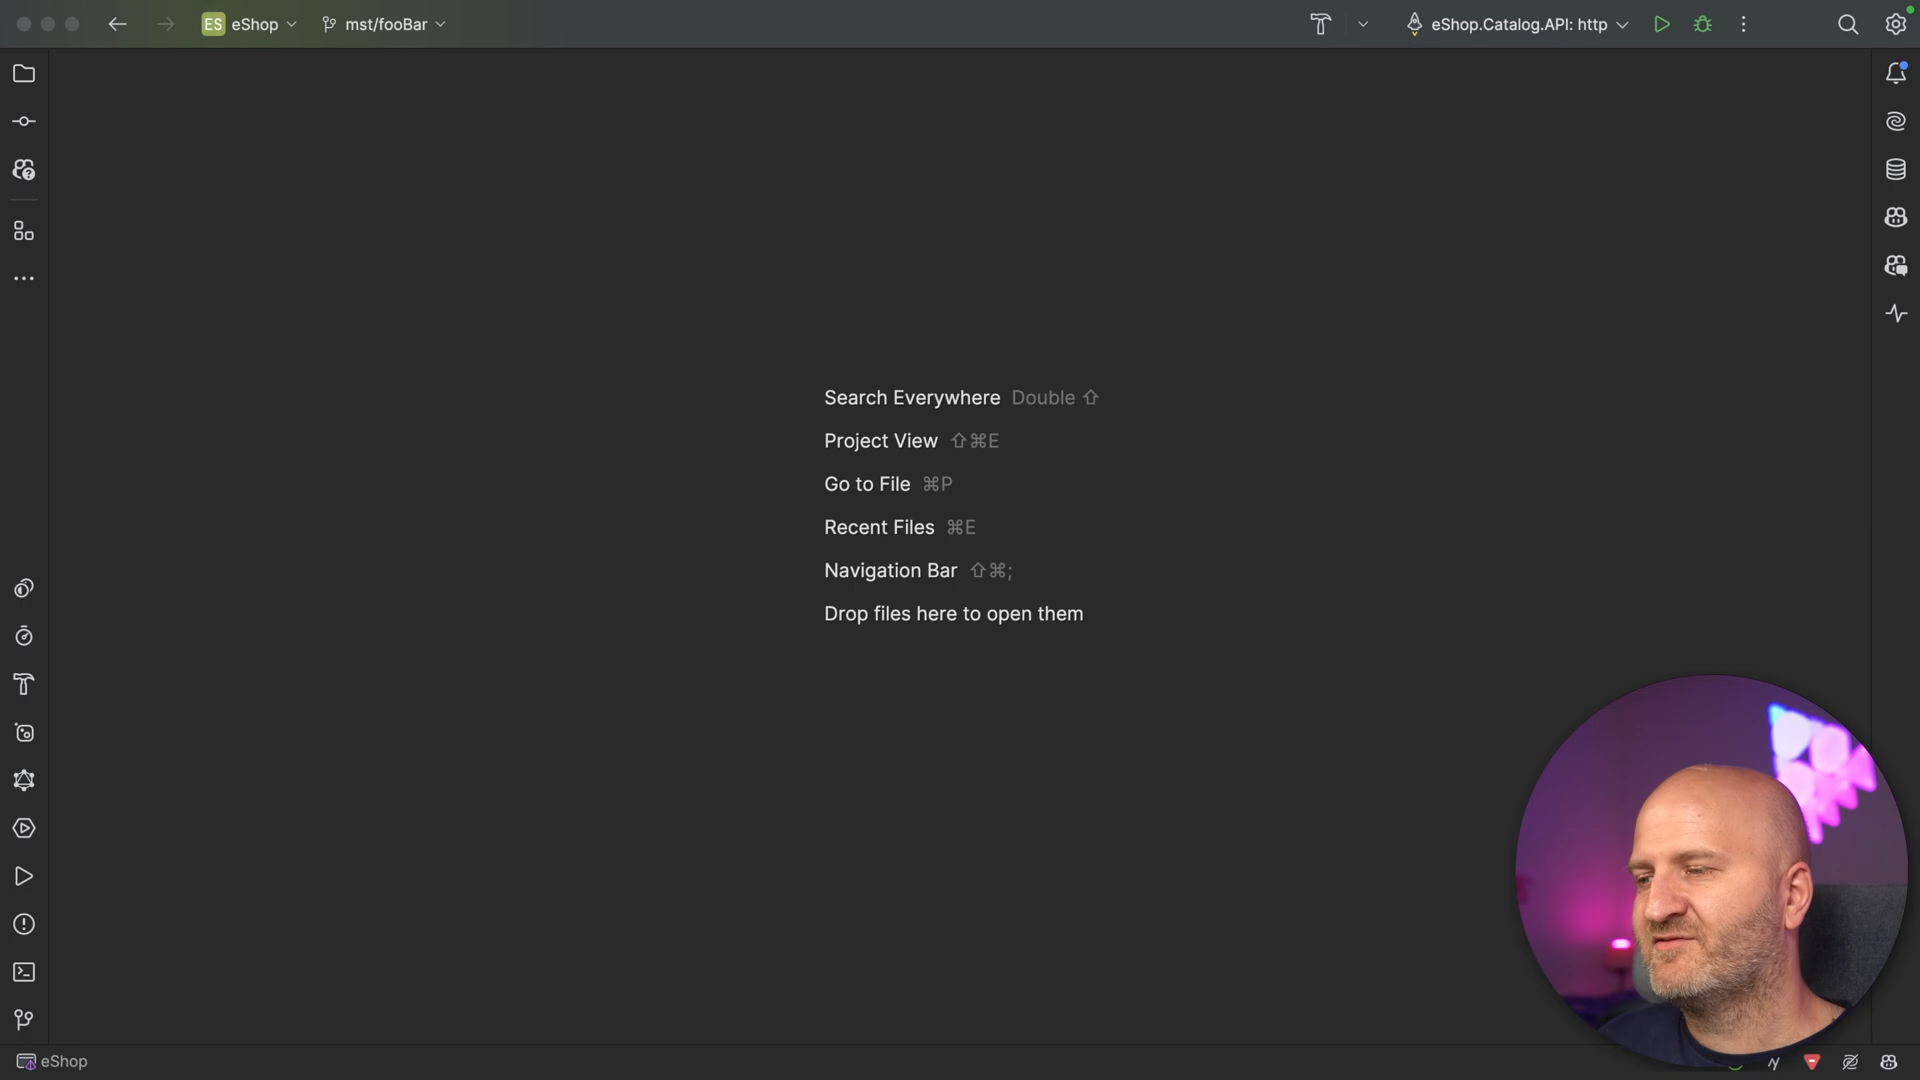 ES eShop
mst/fooBar
eShop.Catalog.API: http
Search Everywhere Double ⇧
Project View ⇧⌘E
Go to File ⌘P
Recent Files ⌘E
Navigation Bar ⇧⌘;
Drop files here to open them
eShop